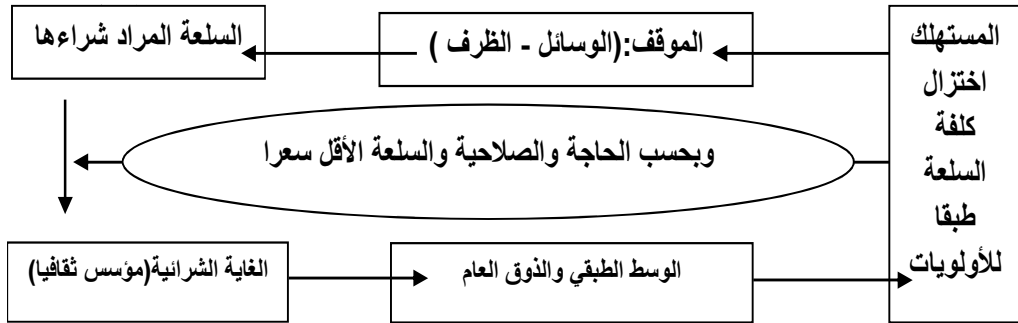 المستهلك
اختزال
كلفة
السلعة
طبقا
للأولويات
الموقف:(الوسائل - الظرف )
السلعة المراد شراءها
وبحسب الحاجة والصلاحية والسلعة الأقل سعرا
الغاية الشرائية(مؤسس ثقافيا)
الوسط الطبقي والذوق العام